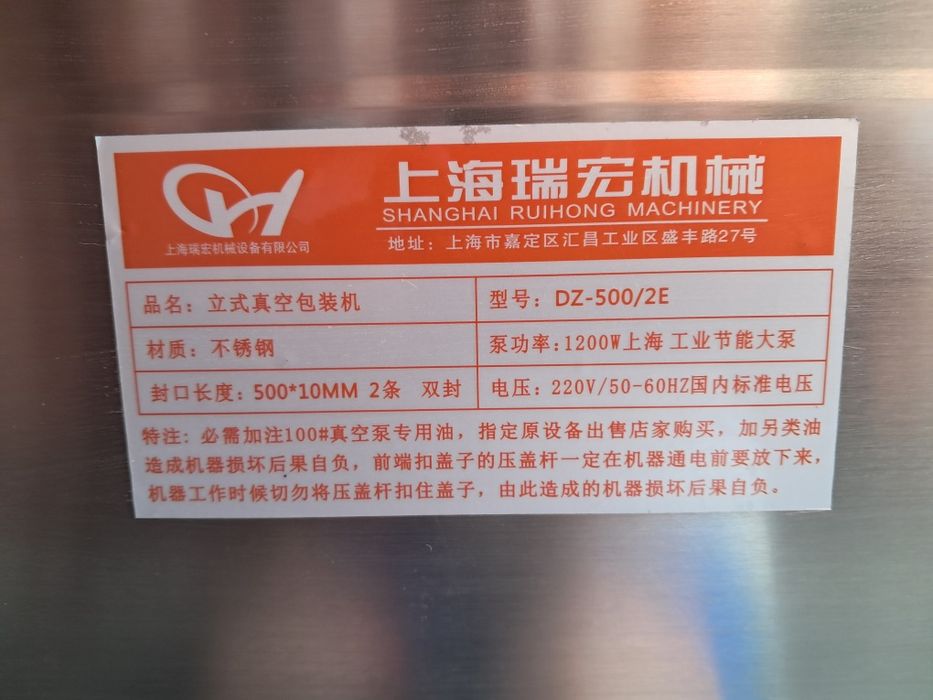 上海瑞宏机械
SHANGHAI RUIHONG MACHINERY
上海瑞宏机械设备有限公司
地址：上海市嘉定区汇昌工业区盛丰路27号
品名：立式真空包装机
型号：DZ-500/2E
材质：不锈钢
泵功率：1200W上海 工业节能大泵
封口长度：500*10MM 2条 双封
电压：220V/50-60HZ国内标准电压
特注：必需加注100#真空泵专用油，指定原设备出售店家购买，加另类油
造成机器损坏后果自负，前端扣盖子的压盖杆一定在机器通电前要放下来，
机器工作时候切勿将压盖杆扣住盖子，由此造成的机器损坏后果自负。